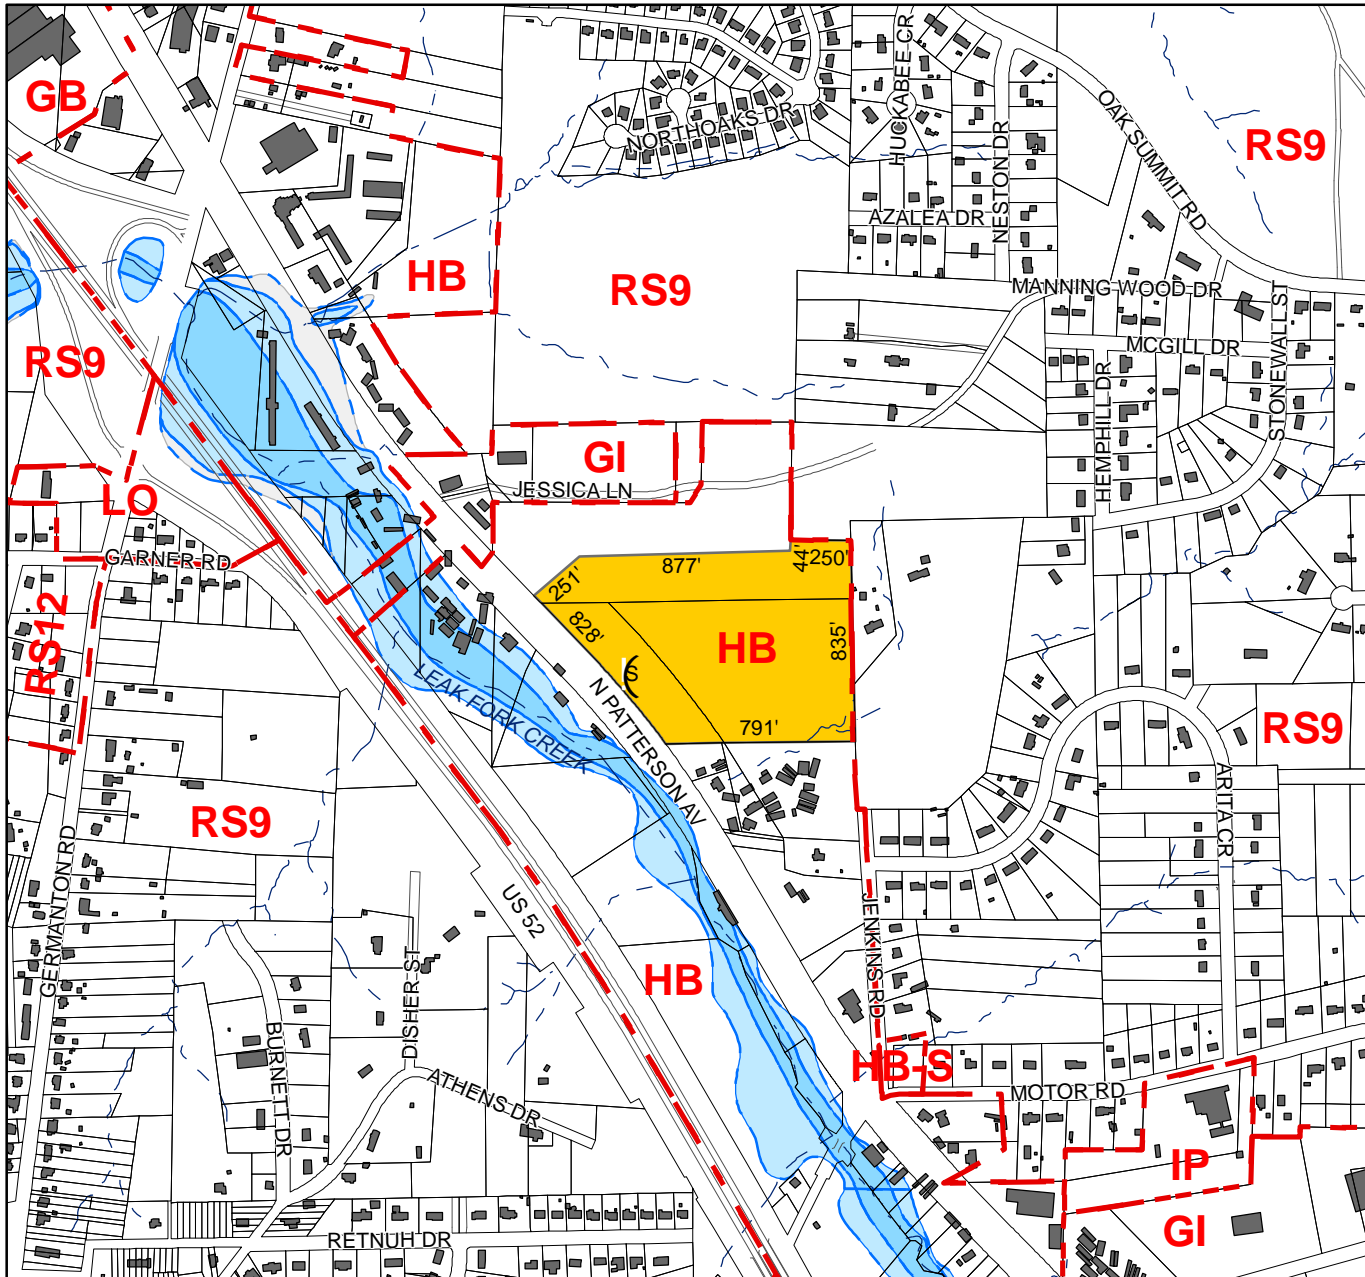 GB
HUCKABEE CR
NORTHOAKS DR
NESTON DR
OAK SUMMIT RD
RS9
AZALEA DR
HB
RS9
MANNING WOOD DR
MCGILL DR
STONEWALL ST
HEMPHILL DR
RS9
GI
JESSICA LN
LO
GARNER RD
877'
44'
250'
251'
828'
HB
835'
S
791'
RS12
LEAK FORK CREEK
N PATTERSON AV
RS9
ARITA CR
RS9
GERMANTON RD
US 52
JENKINS RD
HB
DISHER ST
BURNETT DR
ATHENS DR
HB-S
MOTOR RD
IP
GI
RETNUH DR